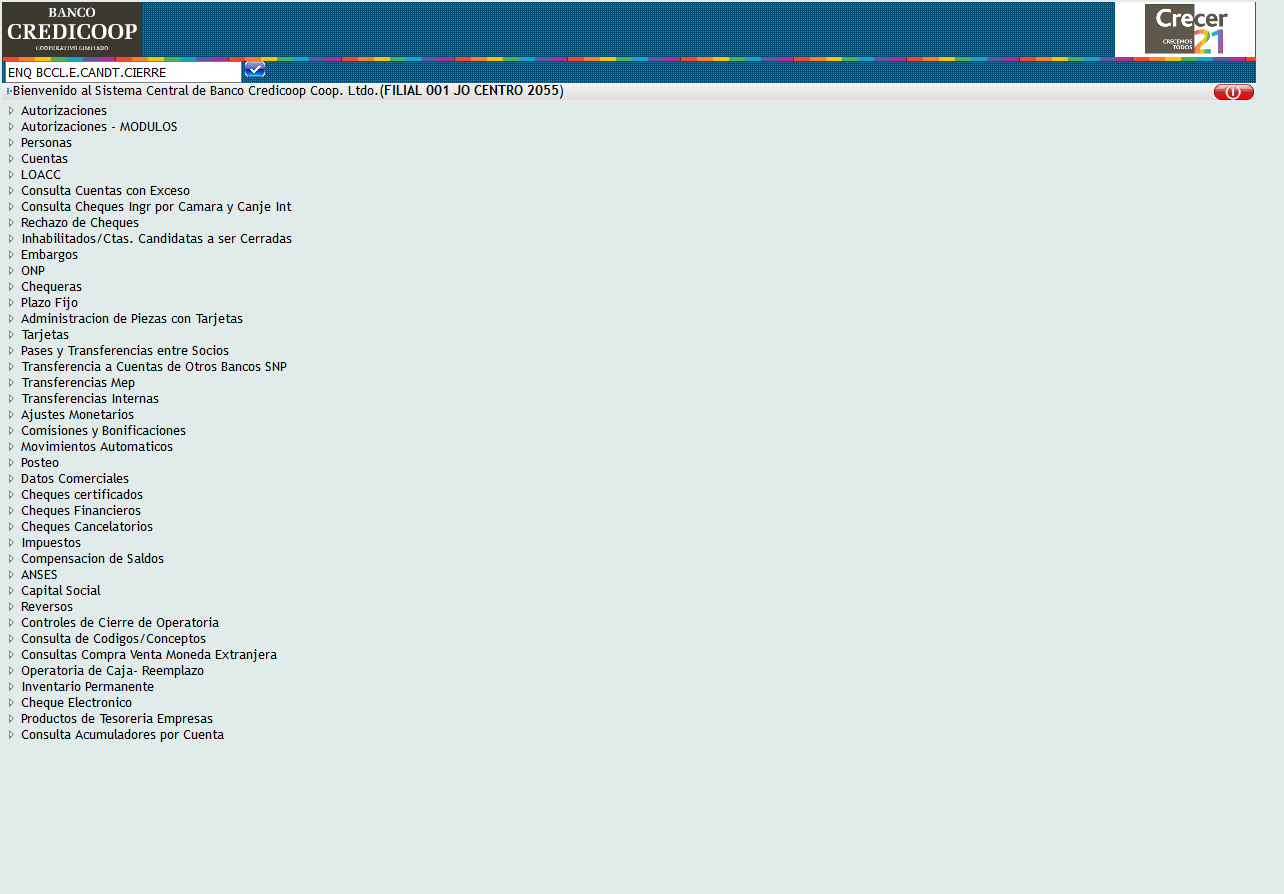 BANCO
CREDICOOP
COOPERATIVO LIMITADO
Crecer
CRECEMOS
TODOS
21
ENQ BCCL.E.CANDT.CIERRE
Bienvenido al Sistema Central de Banco Credicoop Coop. Ltdo.(FILIAL 001 JO CENTRO 2055)
Autorizaciones
Autorizaciones - MODULOS
Personas
Cuentas
LOACC
Consulta Cuentas con Exceso
Consulta Cheques Ingr por Camara y Canje Int
Rechazo de Cheques
Inhabilitados/Ctas. Candidatas a ser Cerradas
Embargos
ONP
Chequeras
Plazo Fijo
Administracion de Piezas con Tarjetas
Tarjetas
Pases y Transferencias entre Socios
Transferencia a Cuentas de Otros Bancos SNP
Transferencias Mep
Transferencias Internas
Ajustes Monetarios
Comisiones y Bonificaciones
Movimientos Automaticos
Posteo
Datos Comerciales
Cheques certificados
Cheques Financieros
Cheques Cancelatorios
Impuestos
Compensacion de Saldos
ANSES
Capital Social
Reversos
Controles de Cierre de Operatoria
Consulta de Codigos/Conceptos
Consultas Compra Venta Moneda Extranjera
Operatoria de Caja- Reemplazo
Inventario Permanente
Cheque Electronico
Productos de Tesoreria Empresas
Consulta Acumuladores por Cuenta